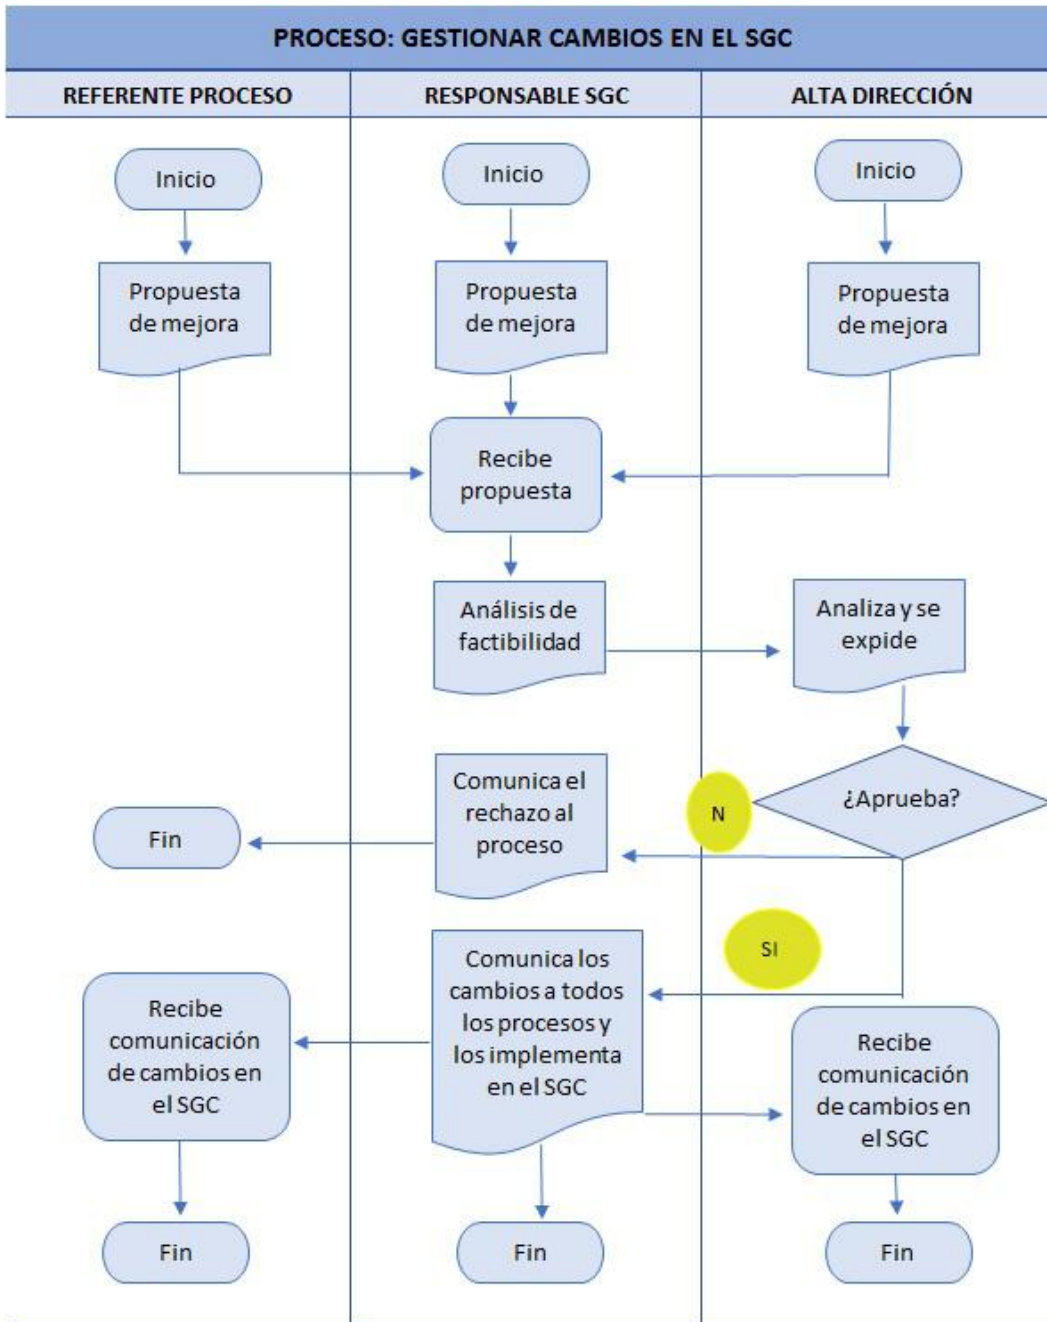 PROCESO: GESTIONAR CAMBIOS EN EL SGC
REFERENTE PROCESO
RESPONSABLE SGC
ALTA DIRECCIÓN
Inicio
Inicio
Inicio
Propuesta
de mejora
Propuesta
de mejora
Propuesta
de mejora
Recibe
propuesta
Análisis de
factibilidad
Analiza y se
expide
¿Aprueba?
N
Comunica el
rechazo al
proceso
Fin
SI
Comunica los
cambios a todos
los procesos y
los implementa
en el SGC
Recibe
comunicación
de cambios en
el SGC
Recibe
comunicación
de cambios en
el SGC
Fin
Fin
Fin